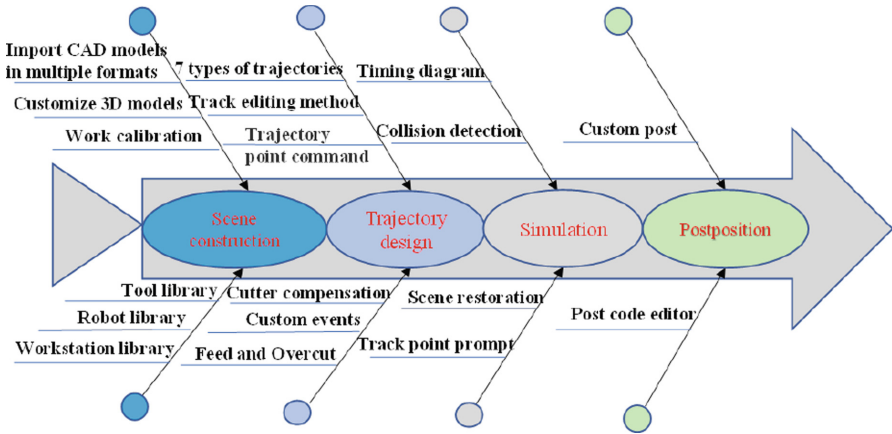 Import CAD models
in multiple formats
Customize 3D models
Work calibration
7 types of trajectories
Track editing method
Trajectory
point command
Timing diagram
Collision detection
Custom post
Scene
construction
Trajectory
design
Simulation
Postposition
Tool library
Robot library
Workstation library
Cutter compensation
Custom events
Feed and Overcut
Scene restoration
Track point prompt
Post code editor